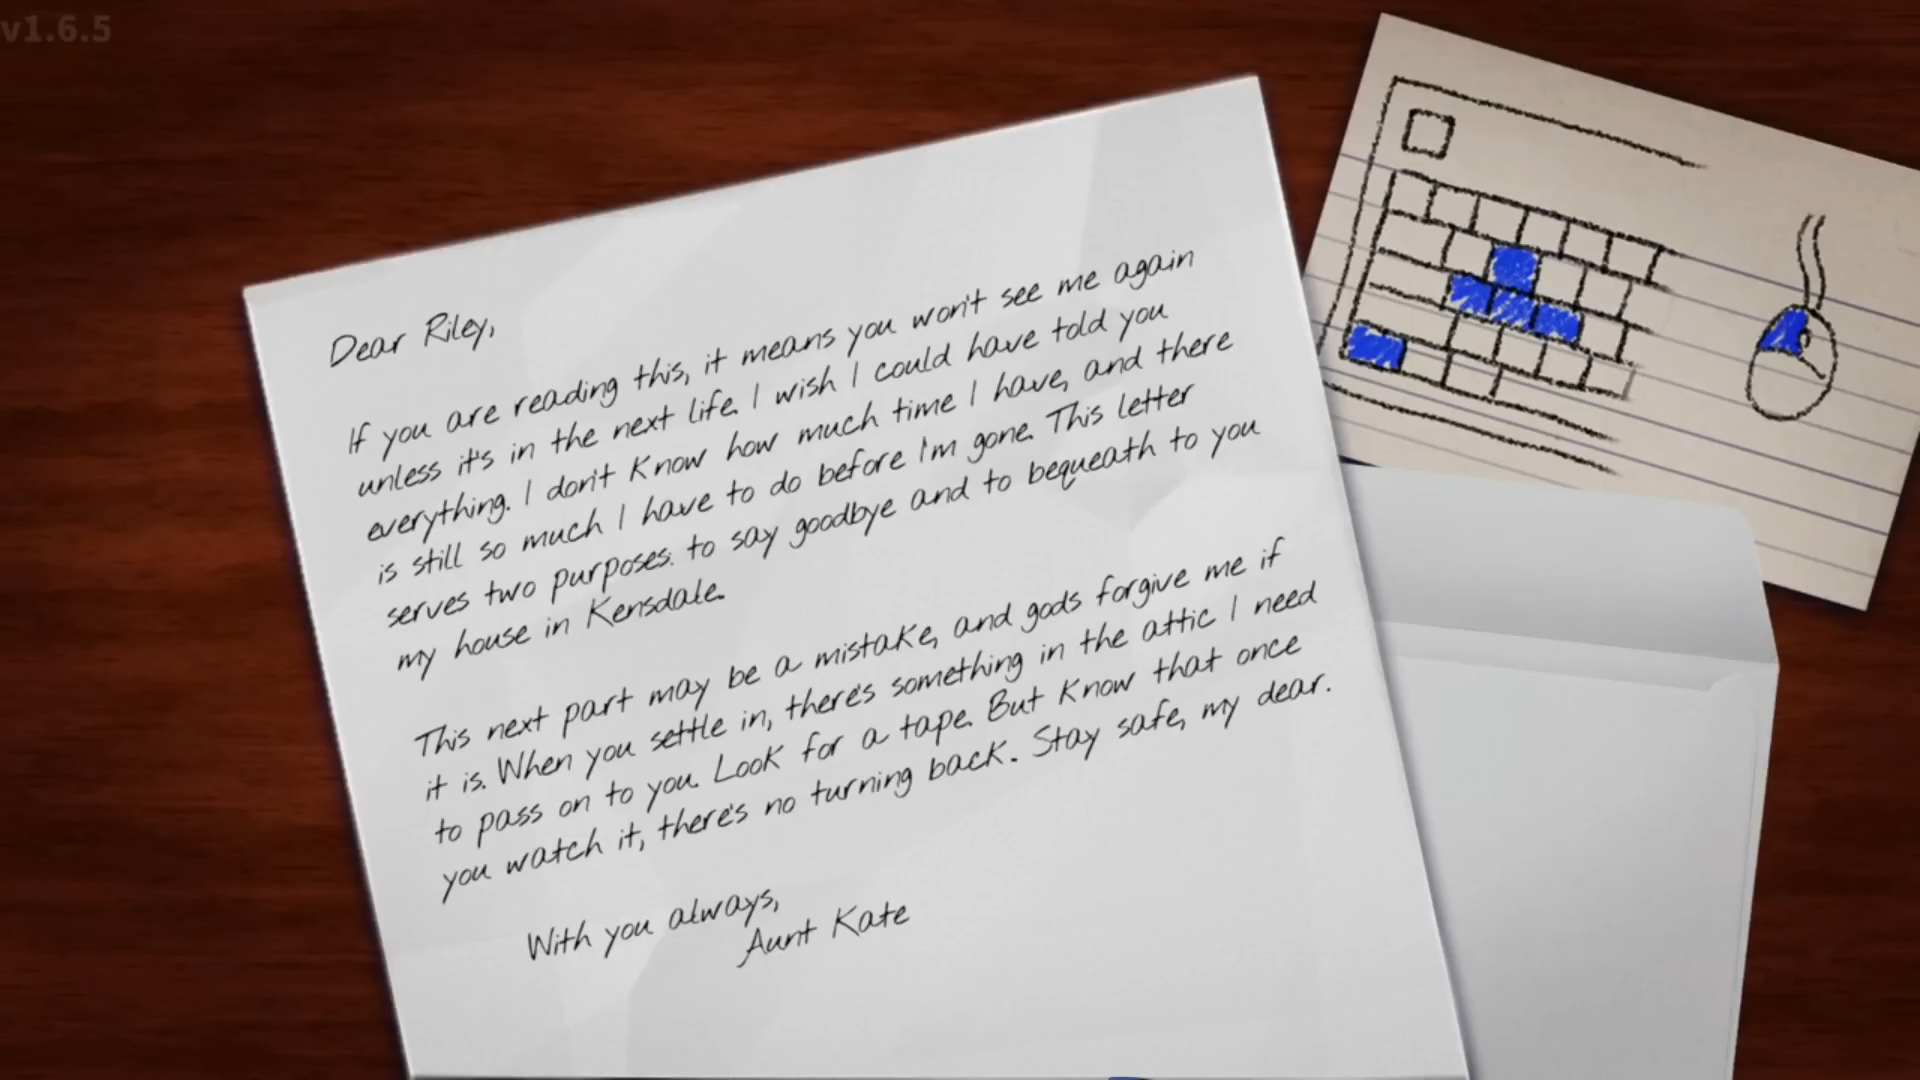 v1.6.5
Dear Riley,
If you are reading this, it means you won't see me again
unless it's in the next life. I wish I could have told you
everything. I don't know how much time I have, and there
is still so much I have to do before I'm gone. This letter
serves two purposes: to say goodbye and to bequeath to you
my house in Kensdale.
This next part may be a mistake, and gods forgive me if
it is. When you settle in, there's something in the attic I need
to pass on to you. Look for a tape. But know that once
you watch it, there's no turning back. Stay safe, my dear.
With you always,
Aunt Kate